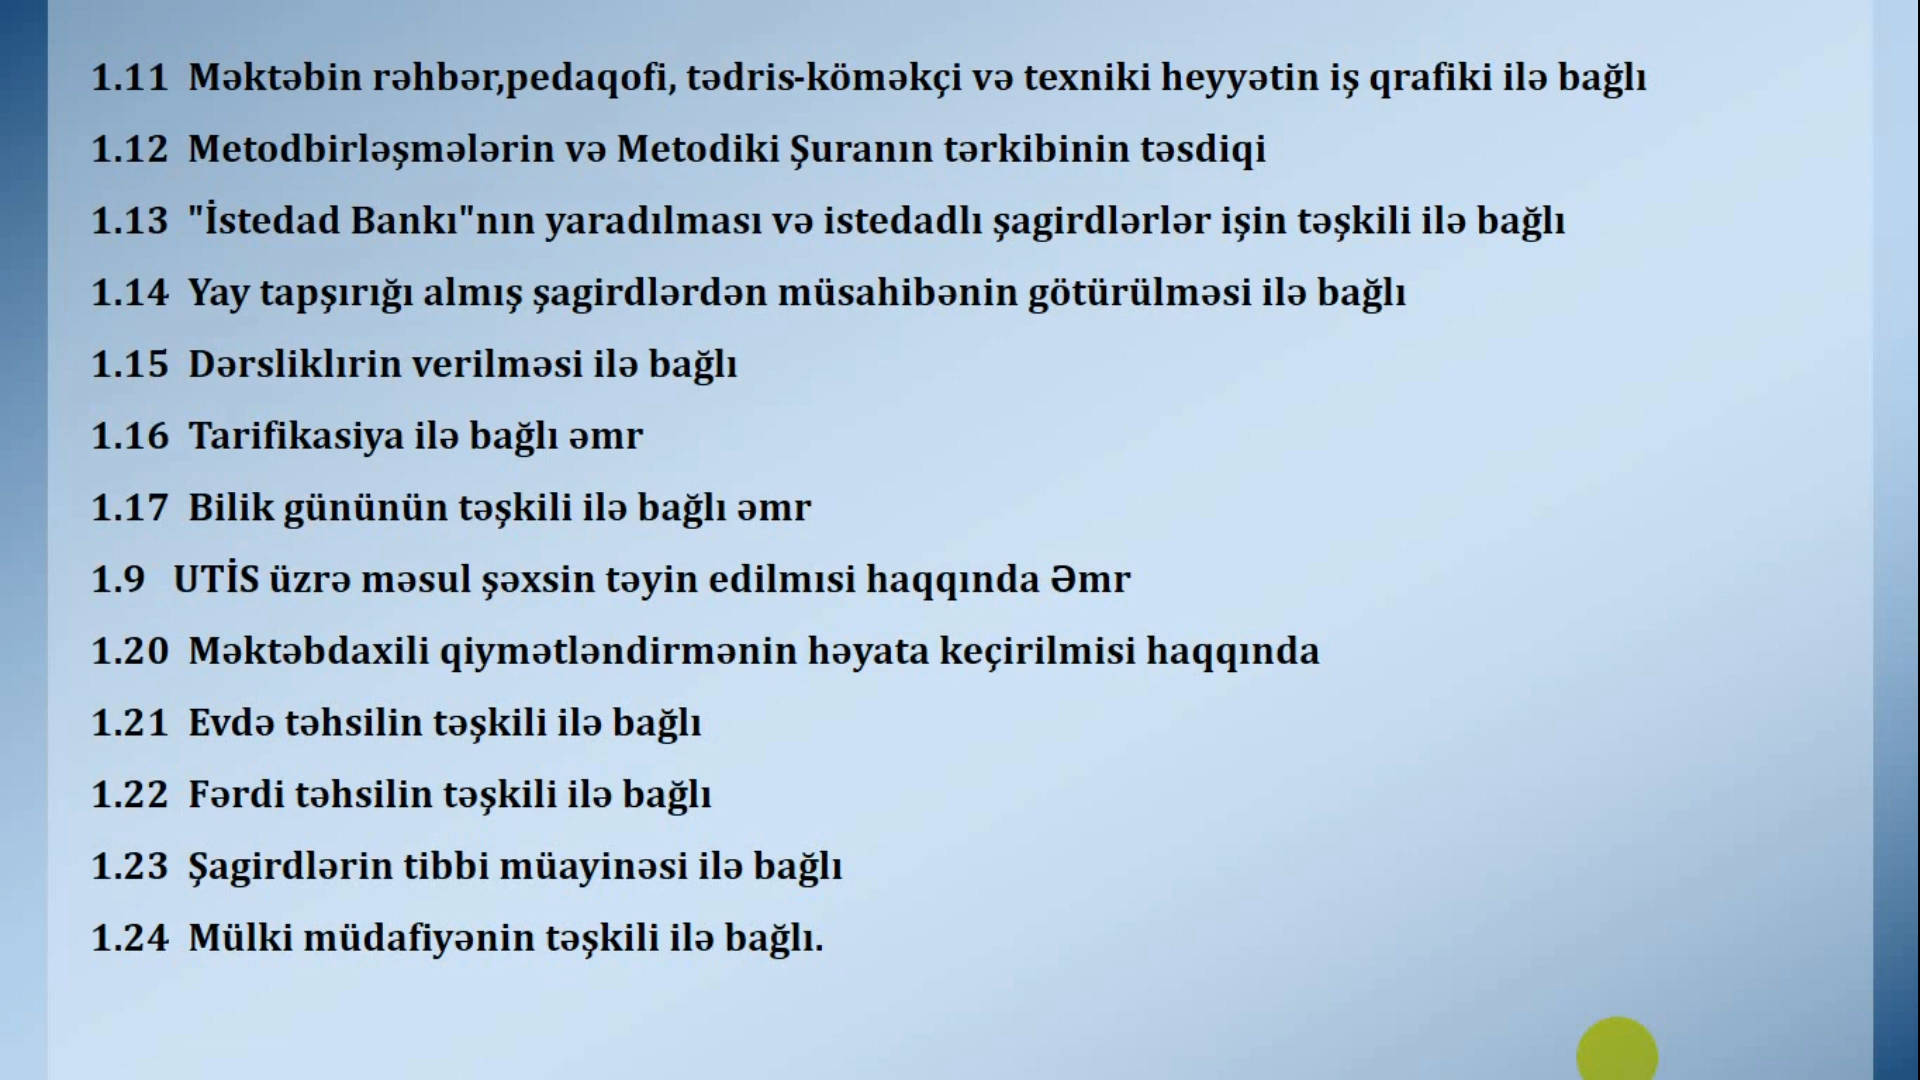 1.11 Məktəbin rəhbər,pedaqofi, tədris-köməkçi və texniki heyyətin iş qrafiki ilə bağlı
1.12 Metodbirləşmələrin və Metodiki Şuranın tərkibinin təsdiqi
1.13 "İstedad Bankı"nın yaradılması və istedadlı şagirdlərlər işin təşkili ilə bağlı
1.14 Yay tapşırığı almış şagirdlərdən müsahibənin götürülməsi ilə bağlı
1.15 Dərsliklırin verilməsi ilə bağlı
1.16 Tarifikasiya ilə bağlı əmr
1.17 Bilik gününün təşkili ilə bağlı əmr
1.9 UTİS üzrə məsul şəxsin təyin edilmısi haqqında Əmr
1.20 Məktəbdaxili qiymətləndirmənin həyata keçirilmisi haqqında
1.21 Evdə təhsilin təşkili ilə bağlı
1.22 Fərdi təhsilin təşkili ilə bağlı
1.23 Şagirdlərin tibbi müayinəsi ilə bağlı
1.24 Mülki müdafiyənin təşkili ilə bağlı.